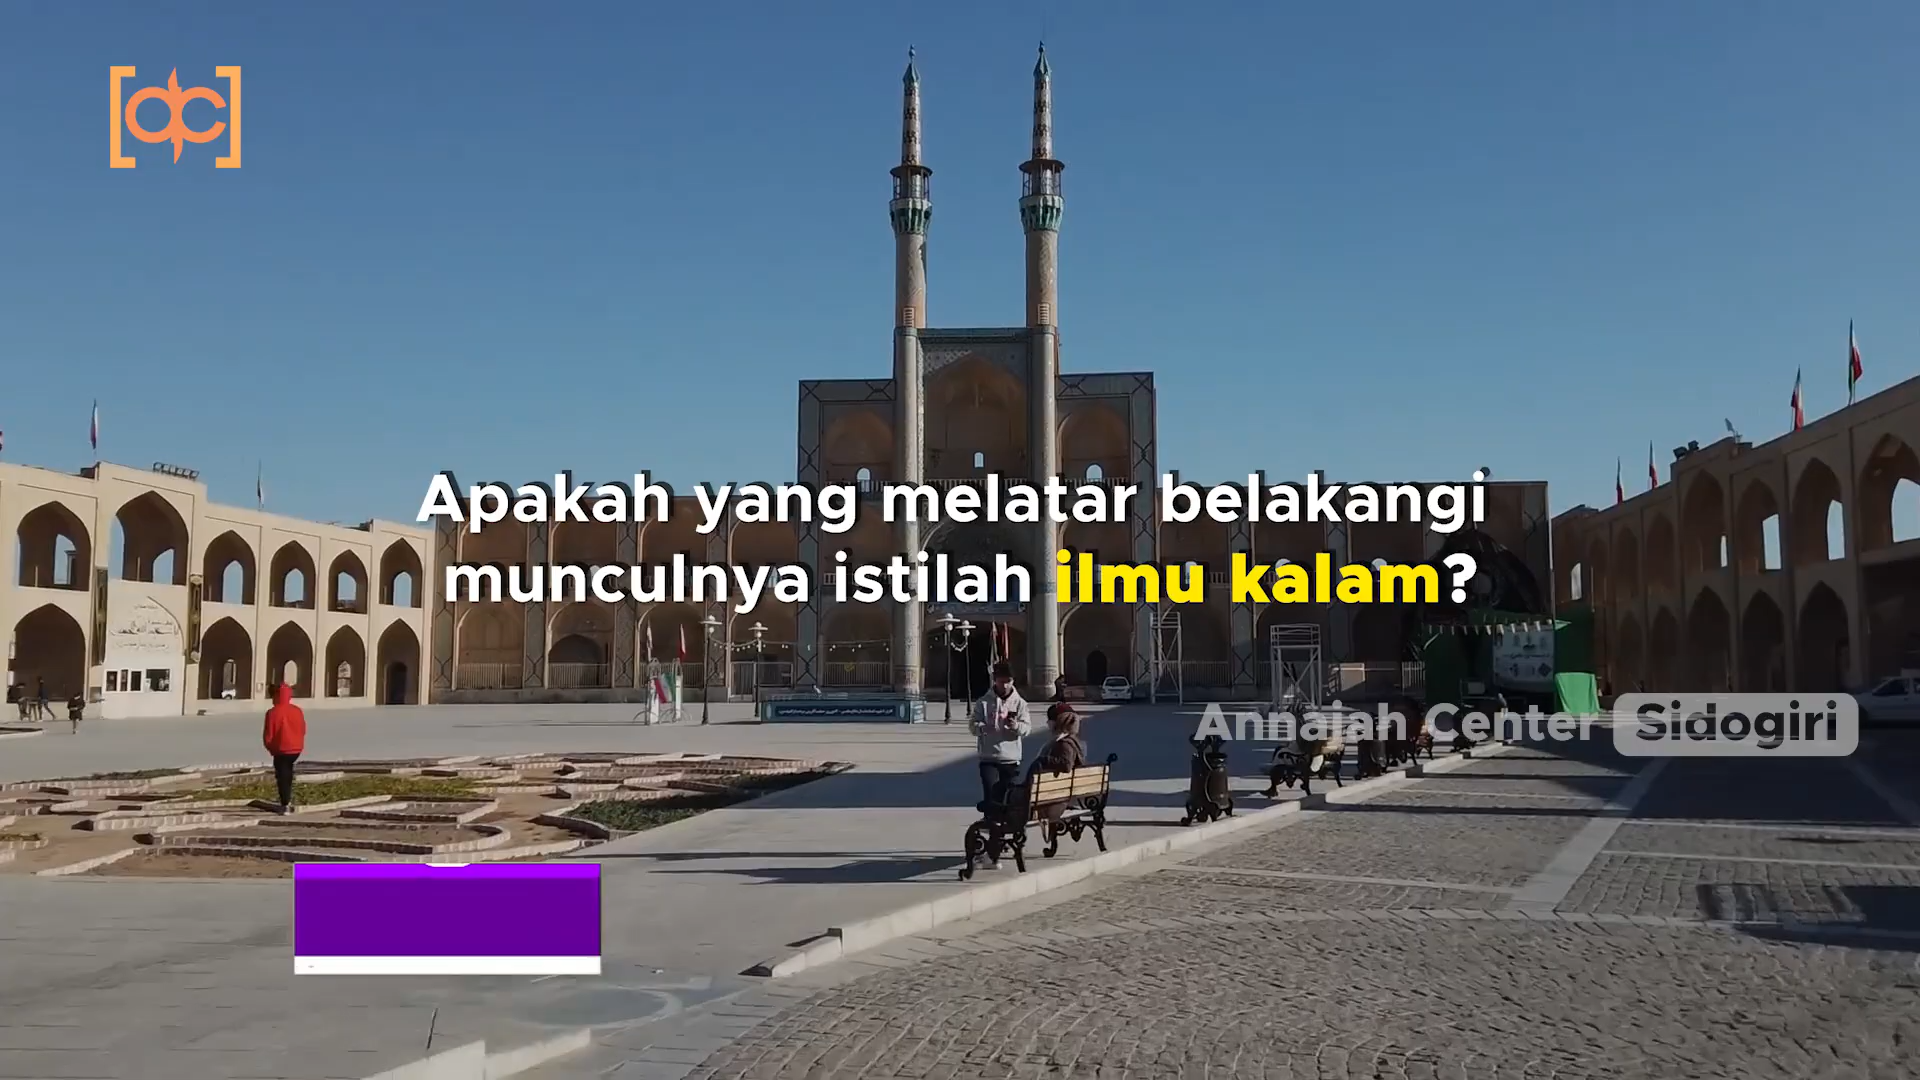 Apakah yang melatar belakangi
munculnya istilah ilmu kalam?
Annajah Center Sidogiri